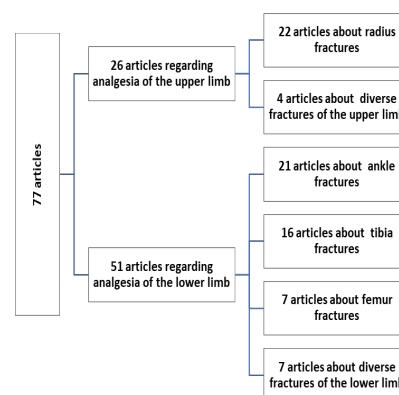 77 articles
26 articles regarding
analgesia of the upper limb
22 articles about radius
fractures
4 articles about diverse
fractures of the upper limb
51 articles regarding
analgesia of the lower limb
21 articles about ankle
fractures
16 articles about tibia
fractures
7 articles about femur
fractures
7 articles about diverse
fractures of the lower limb